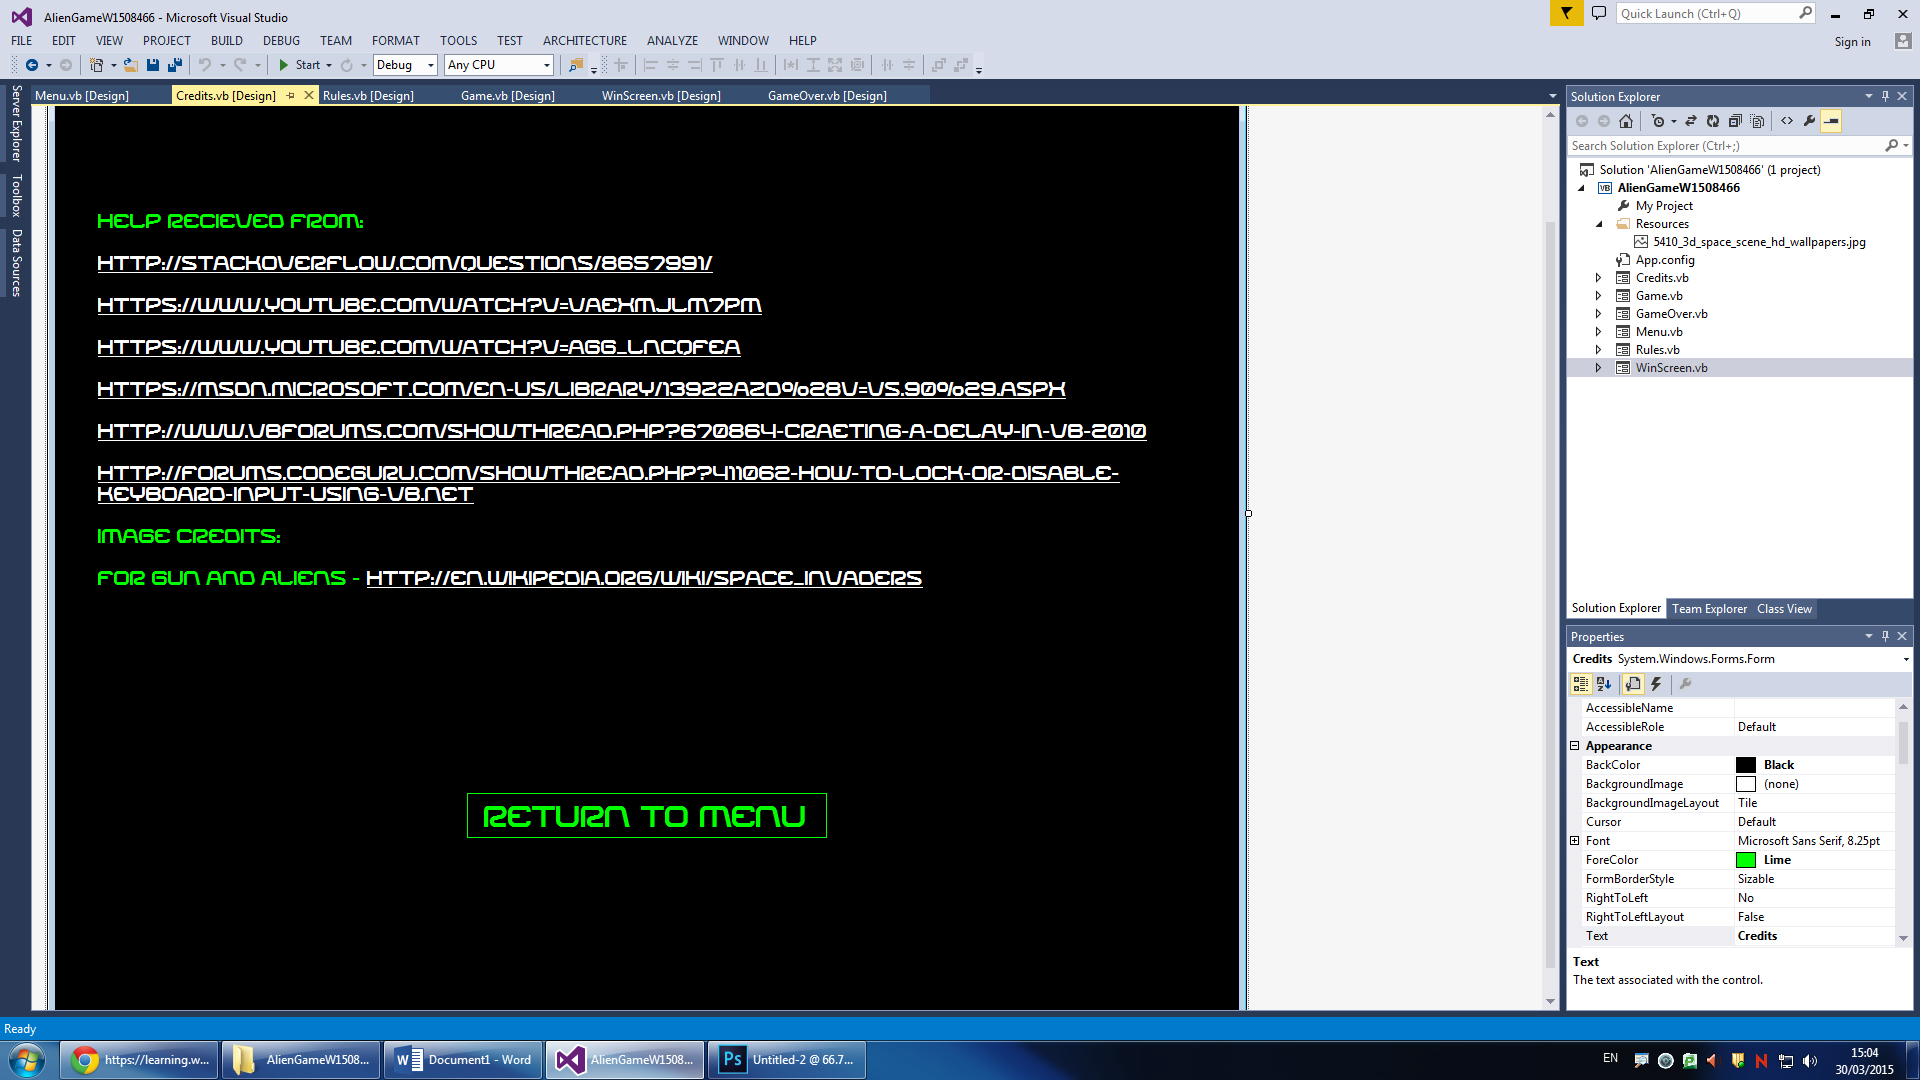 AlienGameW1508466 - Microsoft Visual Studio
Quick Launch (Ctrl+Q)
FILE EDIT VIEW PROJECT BUILD DEBUG TEAM FORMAT TOOLS TEST ARCHITECTURE ANALYZE WINDOW HELP
Sign in
Start Debug Any CPU
Menu.vb [Design] Credits.vb [Design] Rules.vb [Design] Game.vb [Design] WinScreen.vb [Design] GameOver.vb [Design]
Server Explorer
Toolbox
Data Sources
HELP RECIEVED FROM:
HTTP://STACKOVERFLOW.COM/QUESTIONS/8657991/
HTTPS://WWW.YOUTUBE.COM/WATCH?V=VAEXMJLM7PM
HTTPS://WWW.YOUTUBE.COM/WATCH?V=AGG_LNCQFEA
HTTPS://MSDN.MICROSOFT.COM/EN-US/LIBRARY/139Z2AZD%28V=VS.90%29.ASPX
HTTP://WWW.VBFORUMS.COM/SHOWTHREAD.PHP?670864-CRAETING-A-DELAY-IN-VB-2010
HTTP://FORUMS.CODEGURU.COM/SHOWTHREAD.PHP?411062-HOW-TO-LOCK-OR-DISABLE-
KEYBOARD-INPUT-USING-VB.NET
IMAGE CREDITS:
FOR GUN AND ALIENS - HTTP://EN.WIKIPEDIA.ORG/WIKI/SPACE_INVADERS
RETURN TO MENU
Solution Explorer
Search Solution Explorer (Ctrl+;)
Solution 'AlienGameW1508466' (1 project)
VB AlienGameW1508466
My Project
Resources
5410_3d_space_scene_hd_wallpapers.jpg
App.config
Credits.vb
Game.vb
GameOver.vb
Menu.vb
Rules.vb
WinScreen.vb
Solution Explorer Team Explorer Class View
Properties
Credits System.Windows.Forms.Form
AccessibleName
AccessibleRole Default
Appearance
BackColor Black
BackgroundImage (none)
BackgroundImageLayout Tile
Cursor Default
Font Microsoft Sans Serif, 8.25pt
ForeColor Lime
FormBorderStyle Sizable
RightToLeft No
RightToLeftLayout False
Text Credits
Text
The text associated with the control.
Ready
https://learning.w... AlienGameW1508... Document1 - Word AlienGameW1508... Ps Untitled-2 @ 66.7...
EN
15:04
30/03/2015